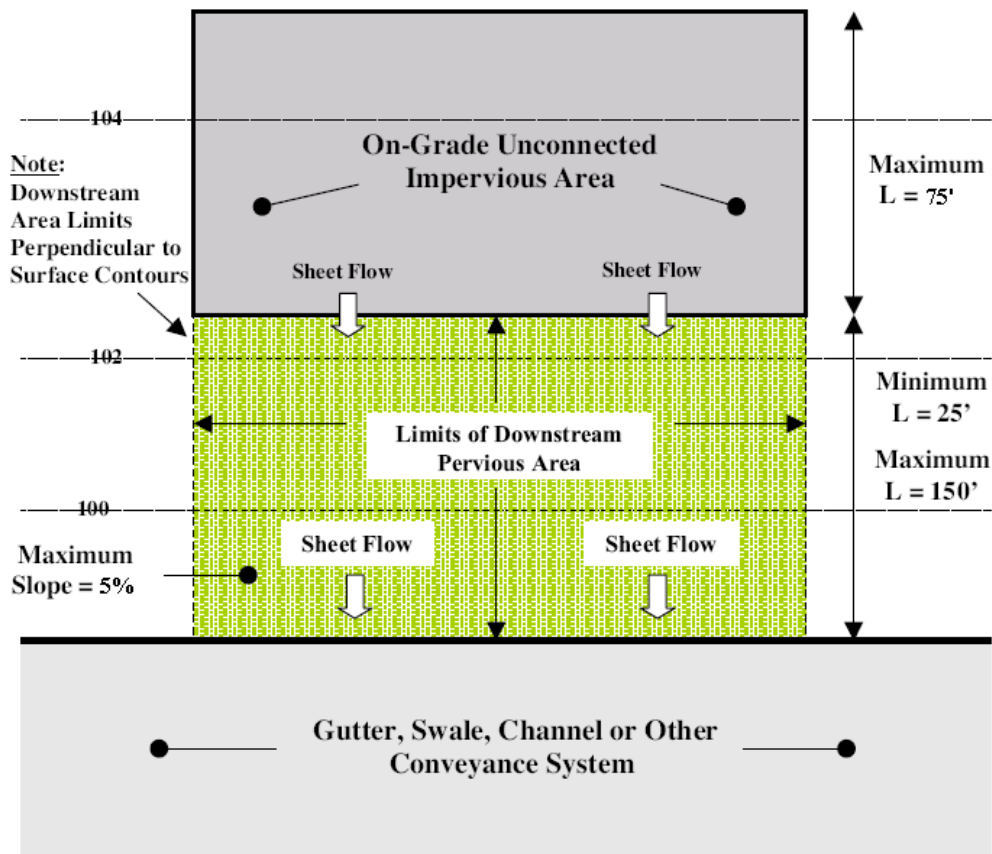 104
On-Grade Unconnected
Impervious Area
Note:
Downstream
Area Limits
Perpendicular to
Surface Contours
Maximum
L = 75'
Sheet Flow
Sheet Flow
102
Minimum
L = 25’
Limits of Downstream
Pervious Area
Maximum
L = 150’
100
Sheet Flow
Sheet Flow
Maximum
Slope = 5%
Gutter, Swale, Channel or Other
Conveyance System